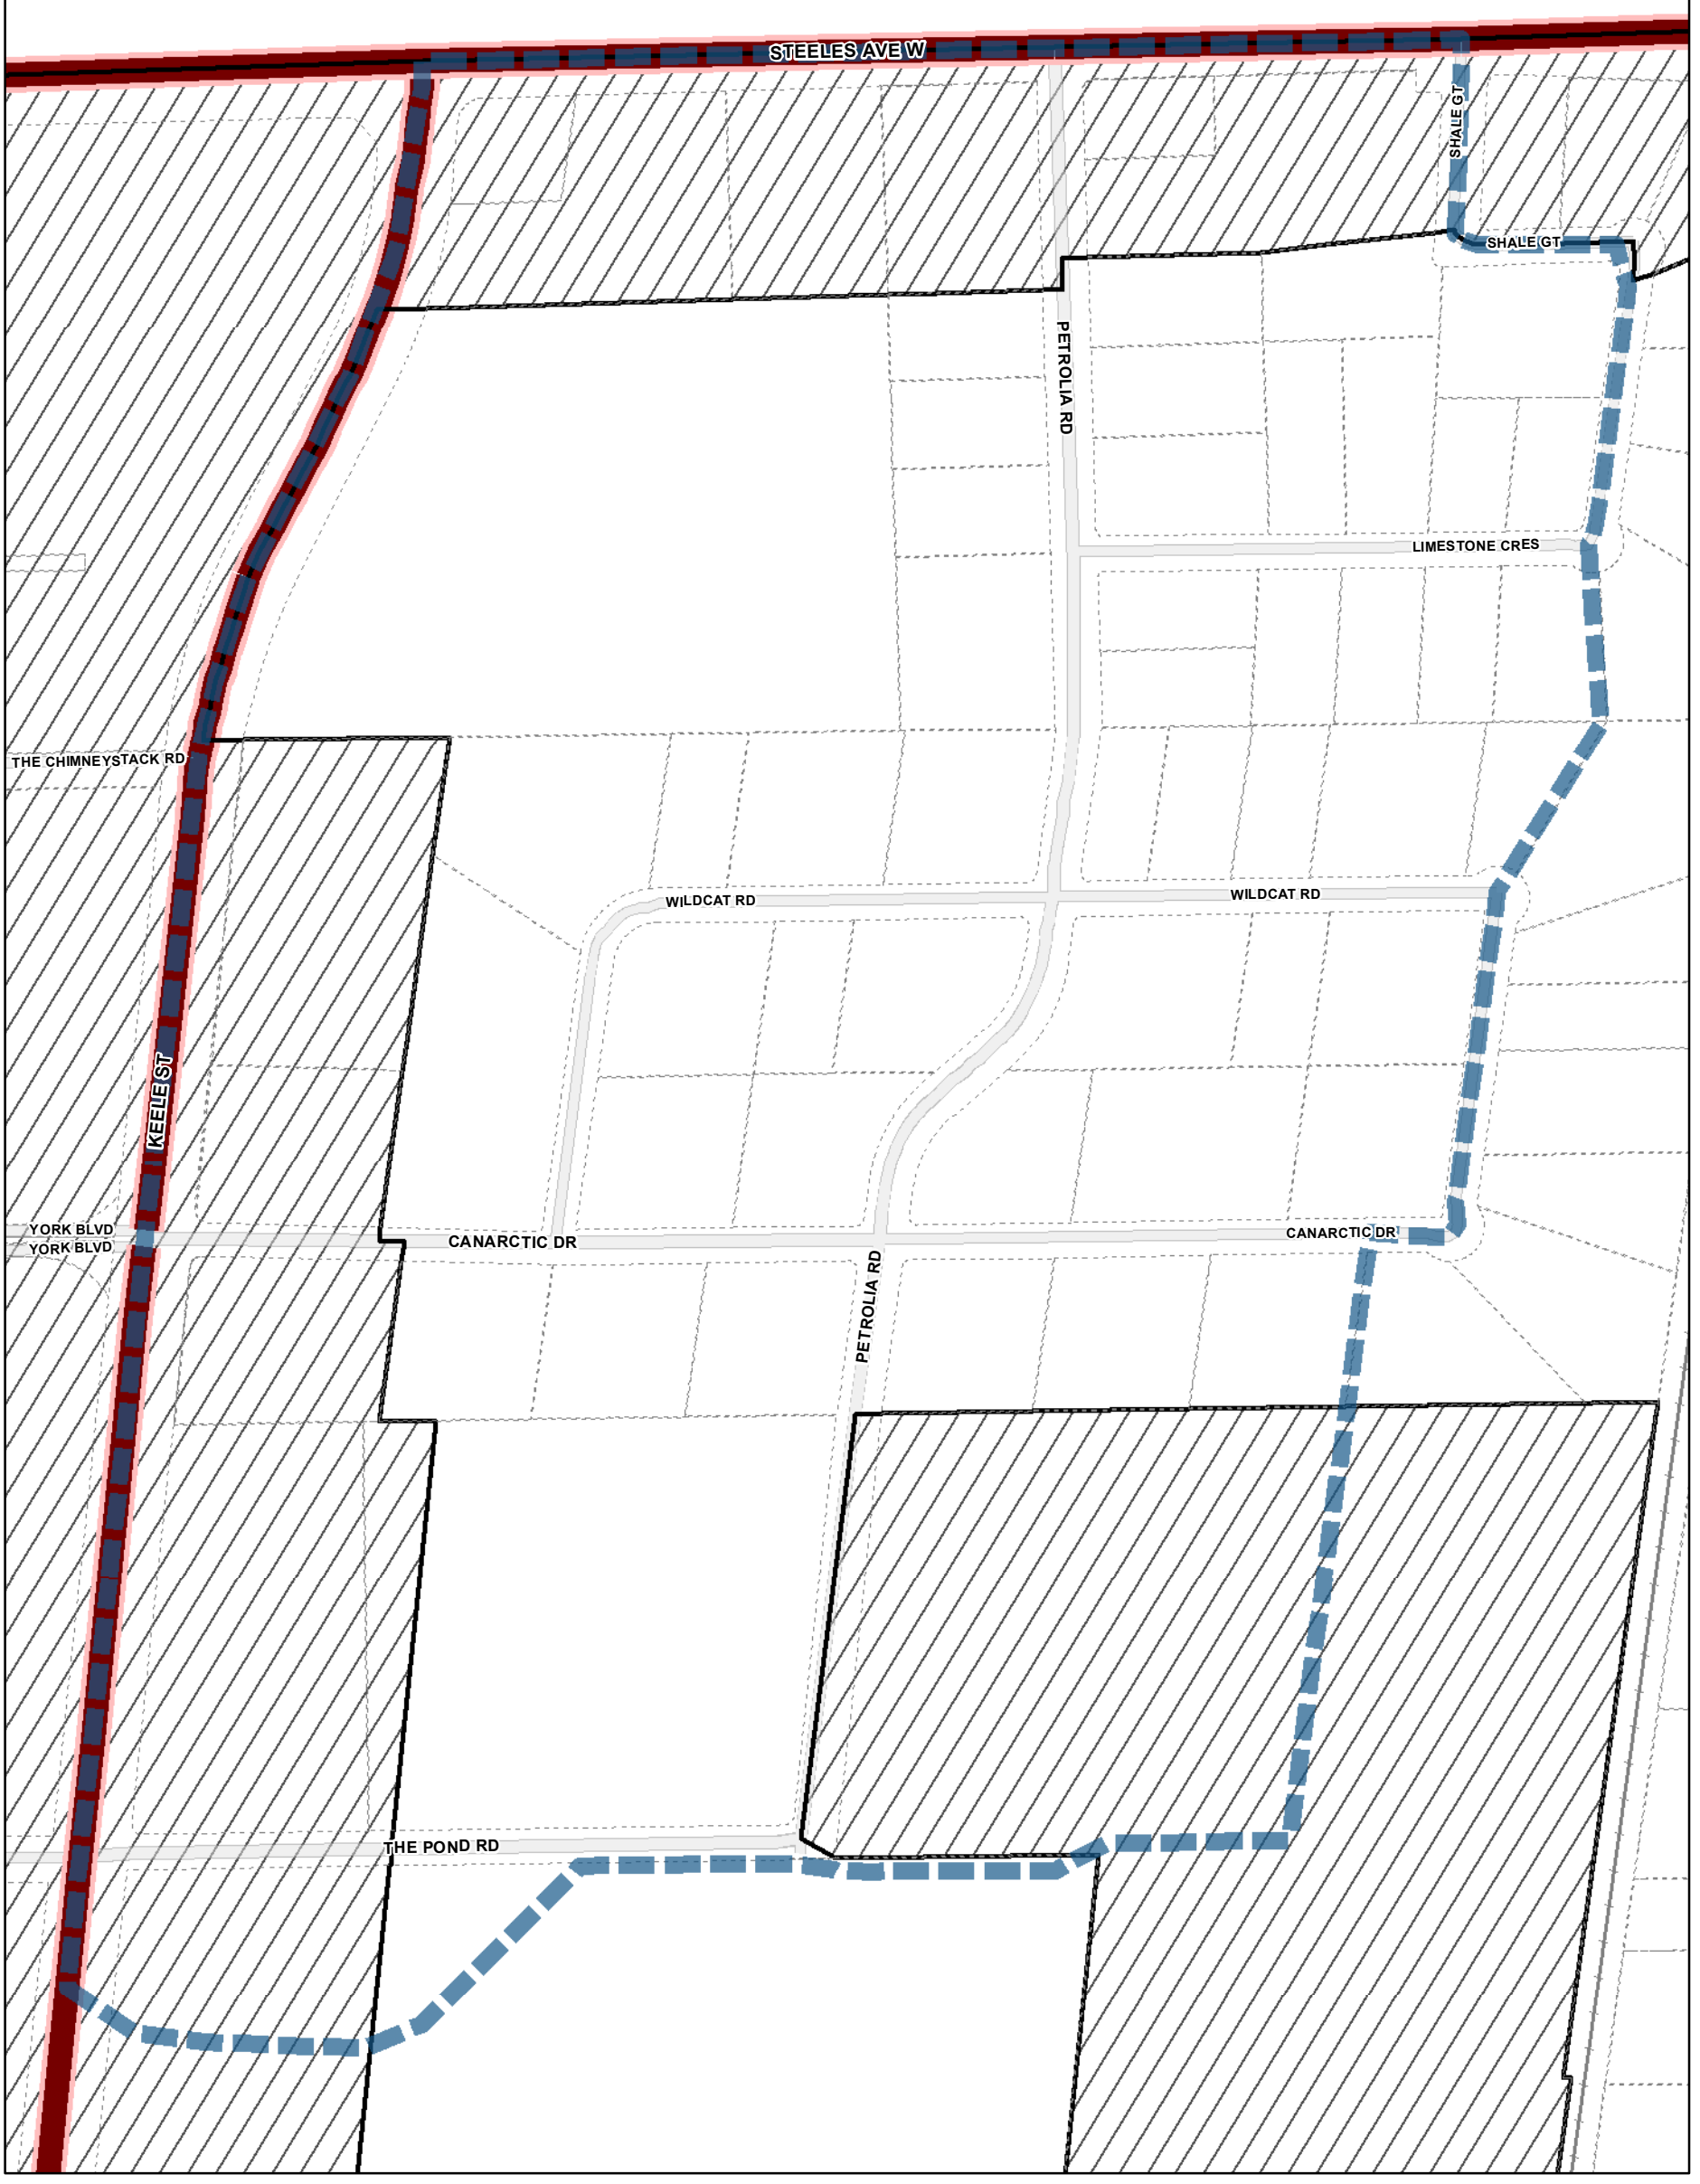 STEELES AVE W
SHALE GT
SHALE GT
PETROLIA RD
LIMESTONE CRES
THE CHIMNEYSTACK RD
WILDCAT RD
WILDCAT RD
KEELE ST
YORK BLVD
YORK BLVD
CANARCTIC DR
CANARCTIC DR
PETROLIA RD
THE POND RD